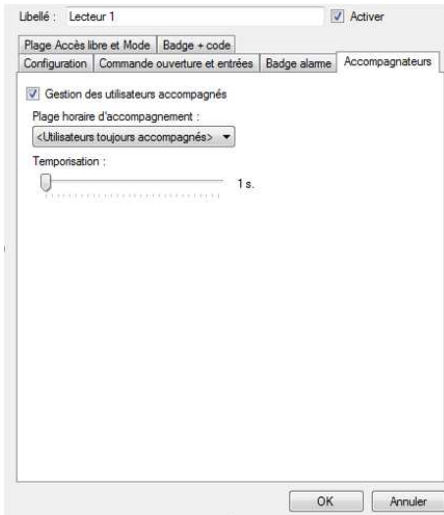 Libellé : Lecteur 1 Activer
Plage Accès libre et Mode Badge + code
Configuration Commande ouverture et entrées Badge alarme Accompagnateurs
Gestion des utilisateurs accompagnés
Plage horaire d'accompagnement :
<Utilisateurs toujours accompagnés>
Temporisation :
1 s.
OK Annuler